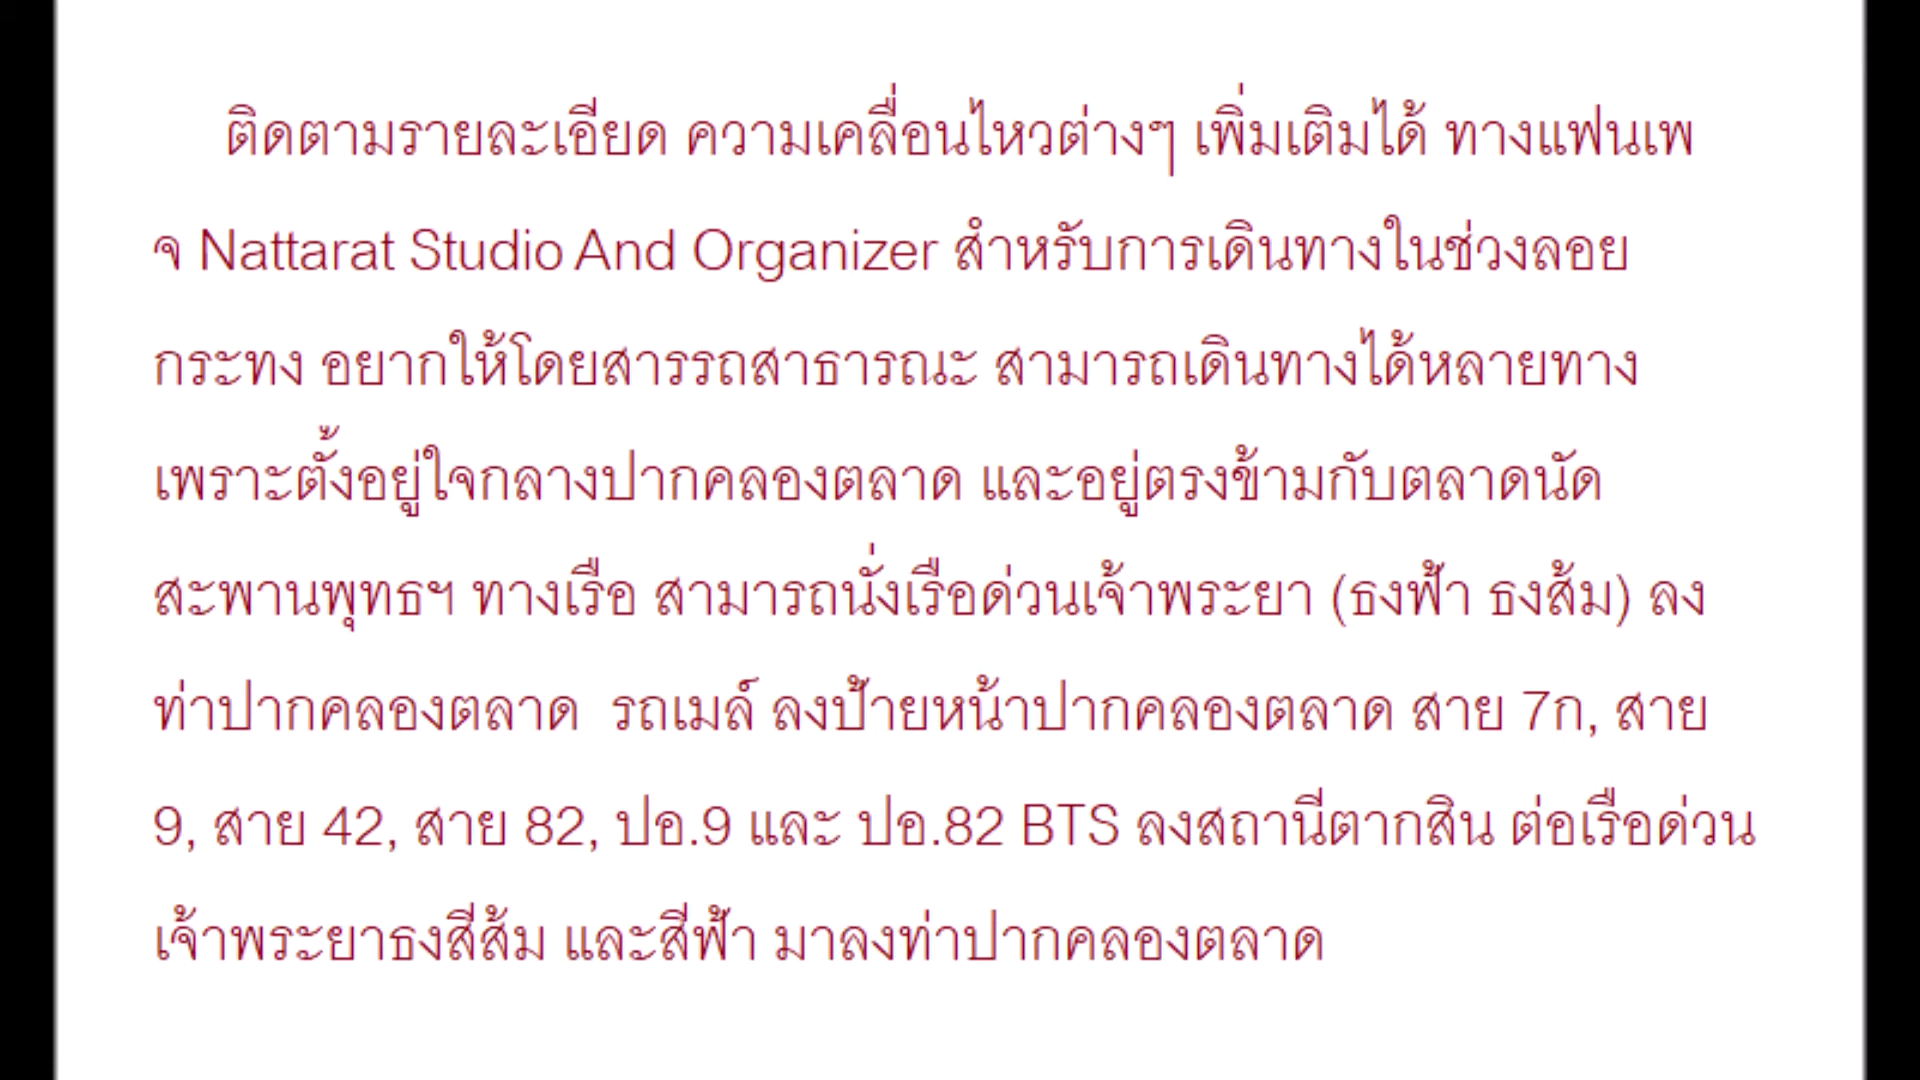 ติดตามรายละเอียด ความเคลื่อนไหวต่างๆ เพิ่มเติมได้ ทางแฟนเพ
จ Nattarat Studio And Organizer สำหรับการเดินทางในช่วงลอย
กระทง อยากให้โดยสารรถสาธารณะ สามารถเดินทางได้หลายทาง
เพราะตั้งอยู่ใจกลางปากคลองตลาด และอยู่ตรงข้ามกับตลาดนัด
สะพานพุทธฯ ทางเรือ สามารถนั่งเรือด่วนเจ้าพระยา (ธงฟ้า ธงส้ม) ลง
ท่าปากคลองตลาด  รถเมล์ ลงป้ายหน้าปากคลองตลาด สาย 7ก, สาย
9, สาย 42, สาย 82, ปอ.9 และ ปอ.82 BTS ลงสถานีตากสิน ต่อเรือด่วน
เจ้าพระยาธงสีส้ม และสีฟ้า มาลงท่าปากคลองตลาด